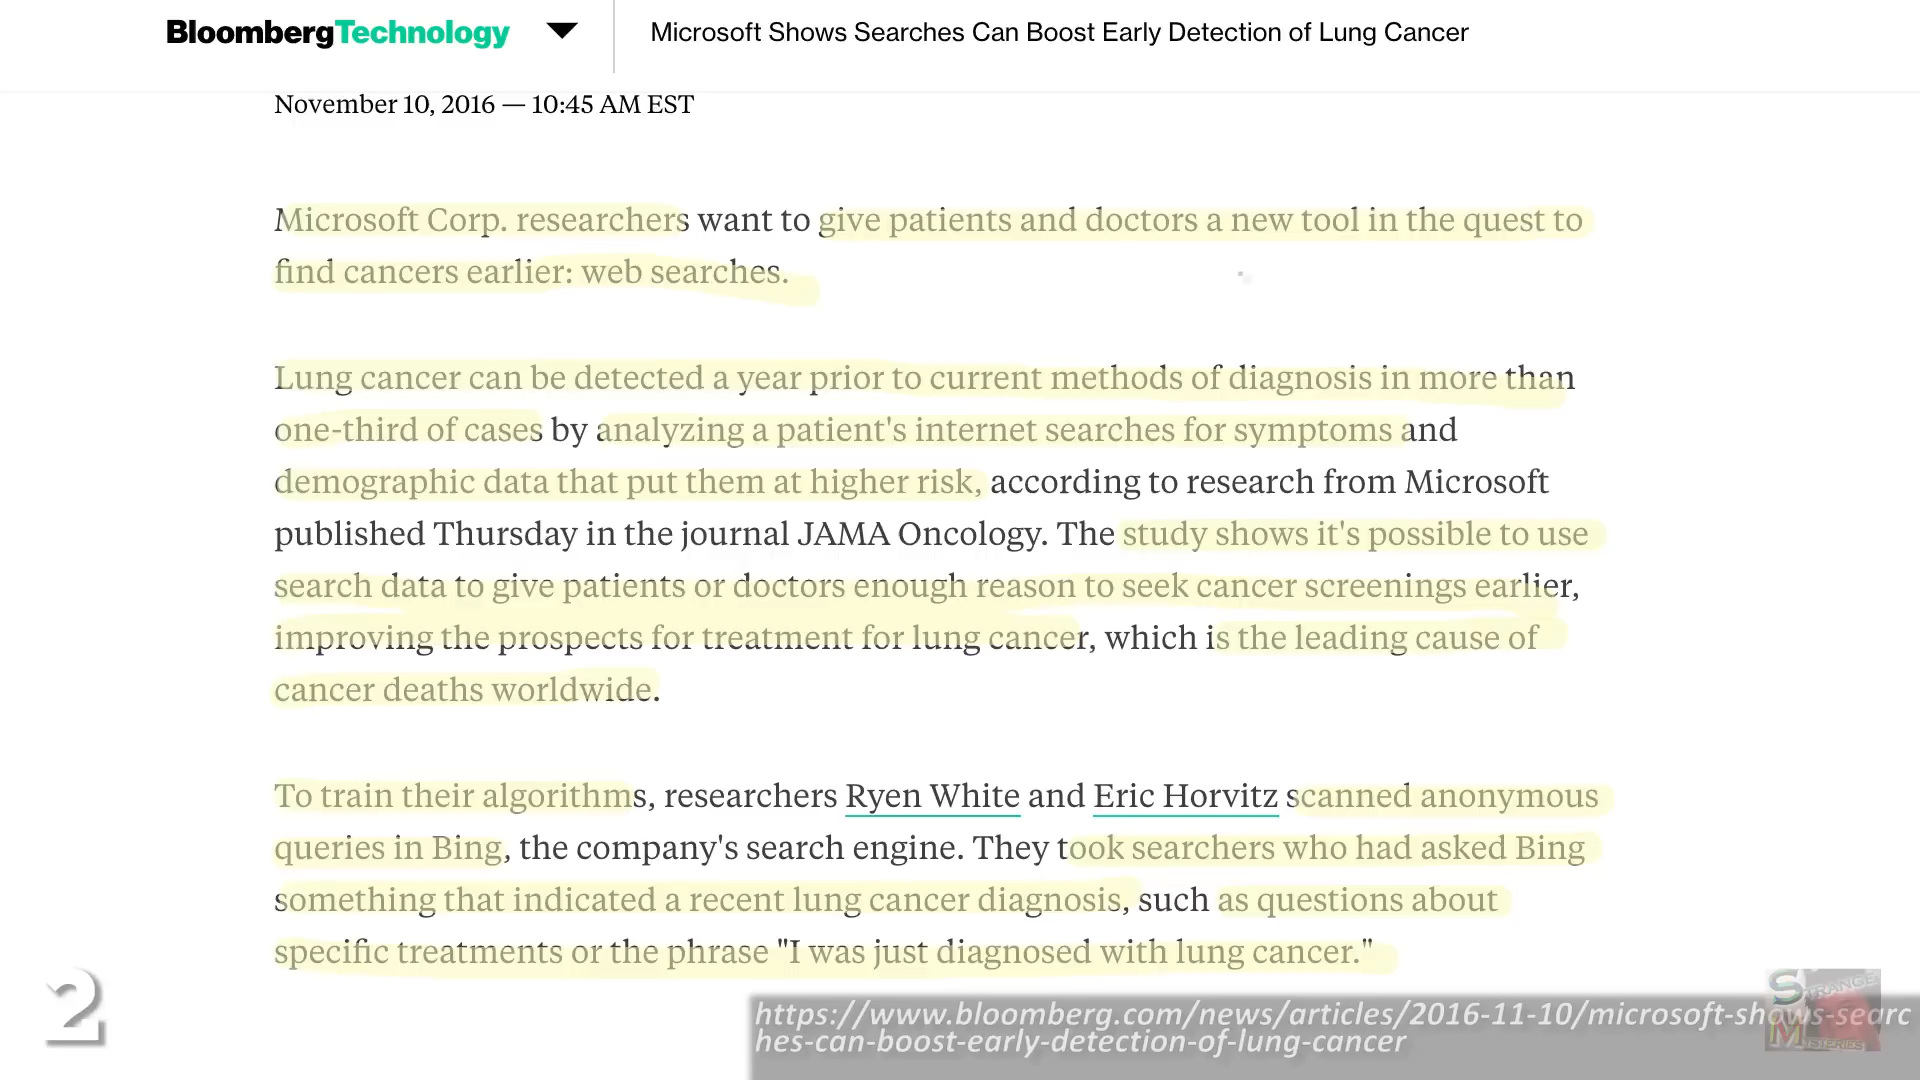 BloombergTechnology
Microsoft Shows Searches Can Boost Early Detection of Lung Cancer
November 10, 2016 — 10:45 AM EST
Microsoft Corp. researchers want to give patients and doctors a new tool in the quest to
find cancers earlier: web searches.
Lung cancer can be detected a year prior to current methods of diagnosis in more than
one-third of cases by analyzing a patient's internet searches for symptoms and
demographic data that put them at higher risk, according to research from Microsoft
published Thursday in the journal JAMA Oncology. The study shows it's possible to use
search data to give patients or doctors enough reason to seek cancer screenings earlier,
improving the prospects for treatment for lung cancer, which is the leading cause of
cancer deaths worldwide.
To train their algorithms, researchers Ryen White and Eric Horvitz scanned anonymous
queries in Bing, the company's search engine. They took searchers who had asked Bing
something that indicated a recent lung cancer diagnosis, such as questions about
specific treatments or the phrase "I was just diagnosed with lung cancer."
2
https://www.bloomberg.com/news/articles/2016-11-10/microsoft-shows-searc
hes-can-boost-early-detection-of-lung-cancer
STRANGE
MYSTERIES